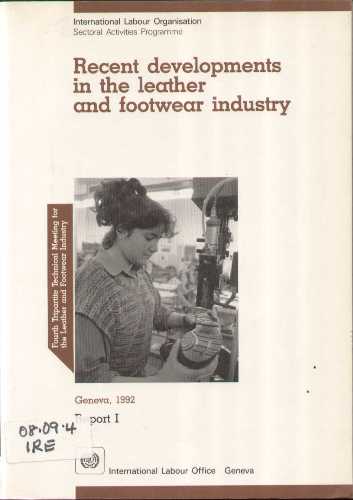 International Labour Organisation
Sectoral Activities Programme
Recent developments
in the leather
and footwear industry
Fourth Tripartite Technical Meeting for
the Leather and Footwear Industry
Geneva, 1992
Report I
08.09.4
IRE
International Labour Office Geneva